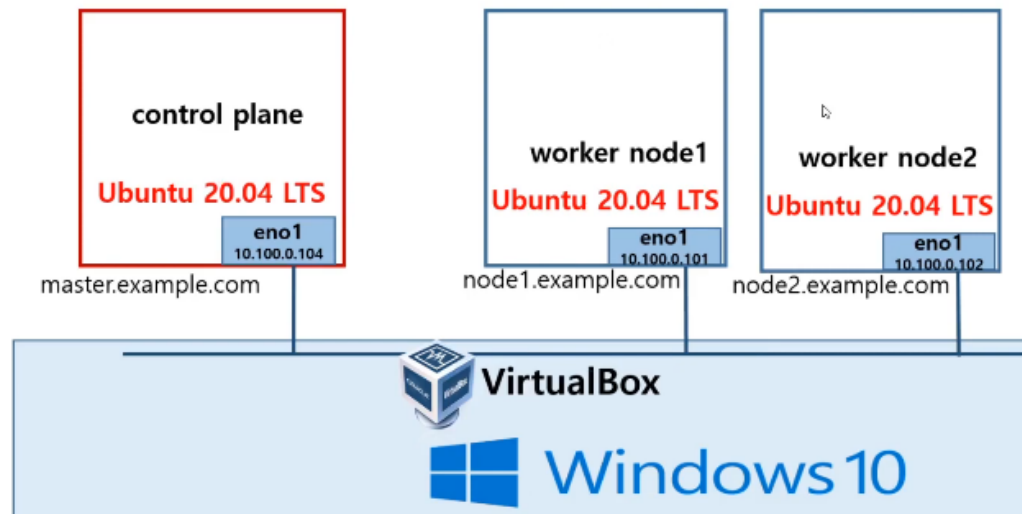 control plane
Ubuntu 20.04 LTS
eno1
10.100.0.104
master.example.com
worker node1
Ubuntu 20.04 LTS
eno1
10.100.0.101
node1.example.com
worker node2
Ubuntu 20.04 LTS
eno1
10.100.0.102
node2.example.com
VirtualBox
Windows 10